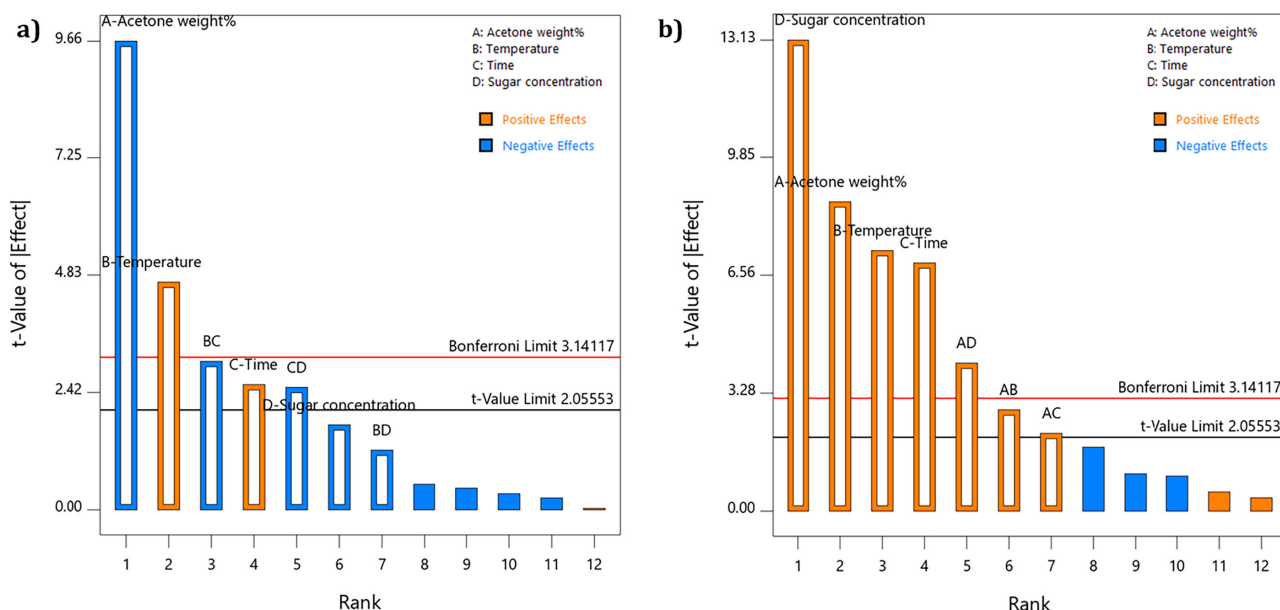 a)
A-Acetone weight%
9.66
7.25
4.83
2.42
0.00
t-Value of |Effect|
A: Acetone weight%
B: Temperature
C: Time
D: Sugar concentration
Positive Effects
Negative Effects
B-Temperature
BC
Bonferroni Limit 3.14117
C-Time
CD
t-Value Limit 2.05553
D-Sugar concentration
BD
1 2 3 4 5 6 7 8 9 10 11 12
Rank
b)
D-Sugar concentration
13.13
9.85
6.56
3.28
0.00
t-Value of |Effect|
A: Acetone weight%
B: Temperature
C: Time
D: Sugar concentration
Positive Effects
Negative Effects
A-Acetone weight%
B-Temperature
C-Time
AD
Bonferroni Limit 3.14117
AB
AC
t-Value Limit 2.05553
1 2 3 4 5 6 7 8 9 10 11 12
Rank